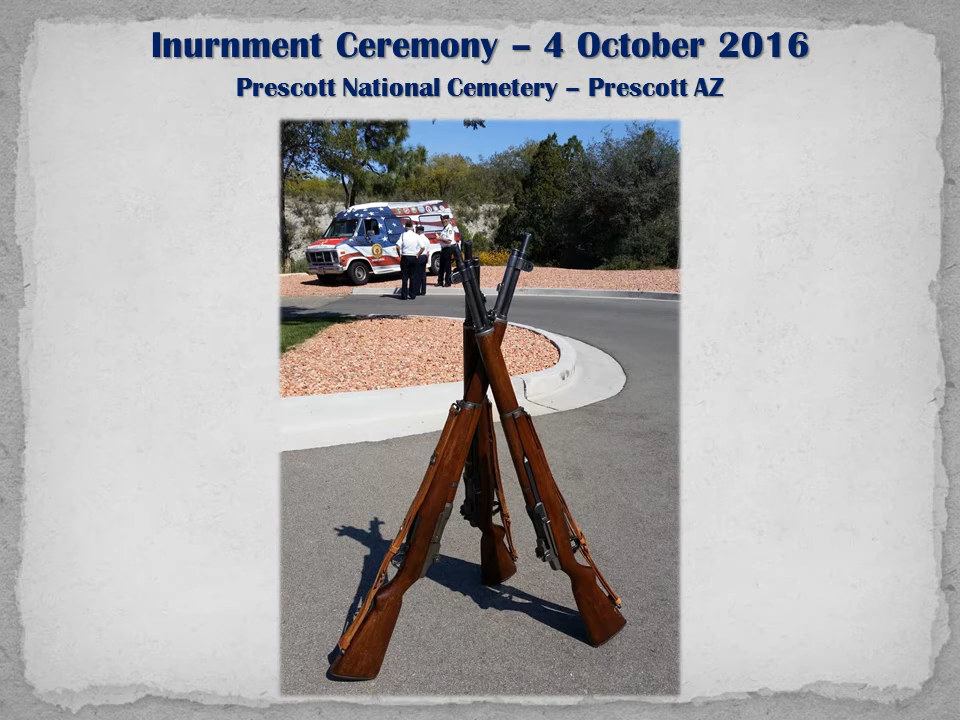 Inurnment Ceremony – 4 October 2016
Prescott National Cemetery – Prescott AZ